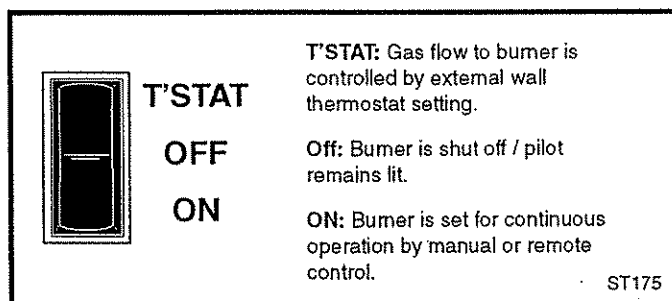 T'STAT
OFF
ON
T'STAT: Gas flow to burner is
controlled by external wall
thermostat setting.
Off: Burner is shut off / pilot
remains lit.
ON: Burner is set for continuous
operation by manual or remote
control.
ST175